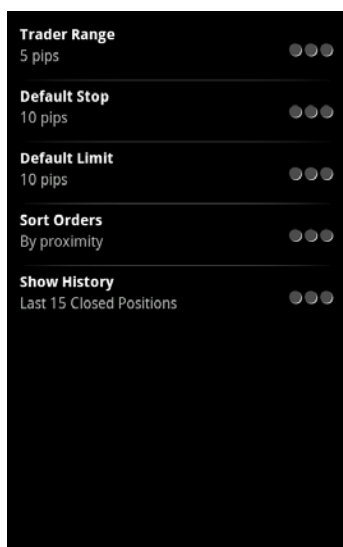 Trader Range
5 pips
Default Stop
10 pips
Default Limit
10 pips
Sort Orders
By proximity
Show History
Last 15 Closed Positions